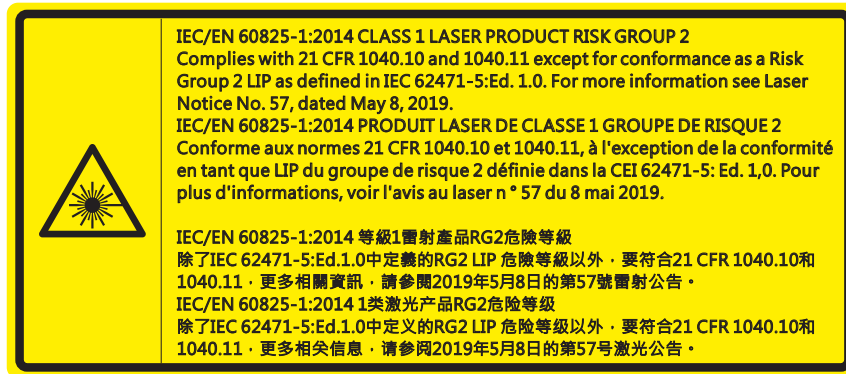 IEC/EN 60825-1:2014 CLASS 1 LASER PRODUCT RISK GROUP 2
Complies with 21 CFR 1040.10 and 1040.11 except for conformance as a Risk
Group 2 LIP as defined in IEC 62471-5:Ed. 1.0. For more information see Laser
Notice No. 57, dated May 8, 2019.
IEC/EN 60825-1:2014 PRODUIT LASER DE CLASSE 1 GROUPE DE RISQUE 2
Conforme aux normes 21 CFR 1040.10 et 1040.11, à l'exception de la conformité
en tant que LIP du groupe de risque 2 définie dans la CEI 62471-5: Ed. 1,0. Pour
plus d'informations, voir l'avis au laser n ° 57 du 8 mai 2019.
IEC/EN 60825-1:2014 等級1雷射產品RG2危險等級
除了IEC 62471-5:Ed.1.0中定義的RG2 LIP 危險等級以外，要符合21 CFR 1040.10和
1040.11，更多相關資訊，請參閱2019年5月8日的第57號雷射公告。
IEC/EN 60825-1:2014 1类激光产品RG2危险等级
除了IEC 62471-5:Ed.1.0中定义的RG2 LIP 危险等级以外，要符合21 CFR 1040.10和
1040.11，更多相关信息，请参阅2019年5月8日的第57号激光公告。